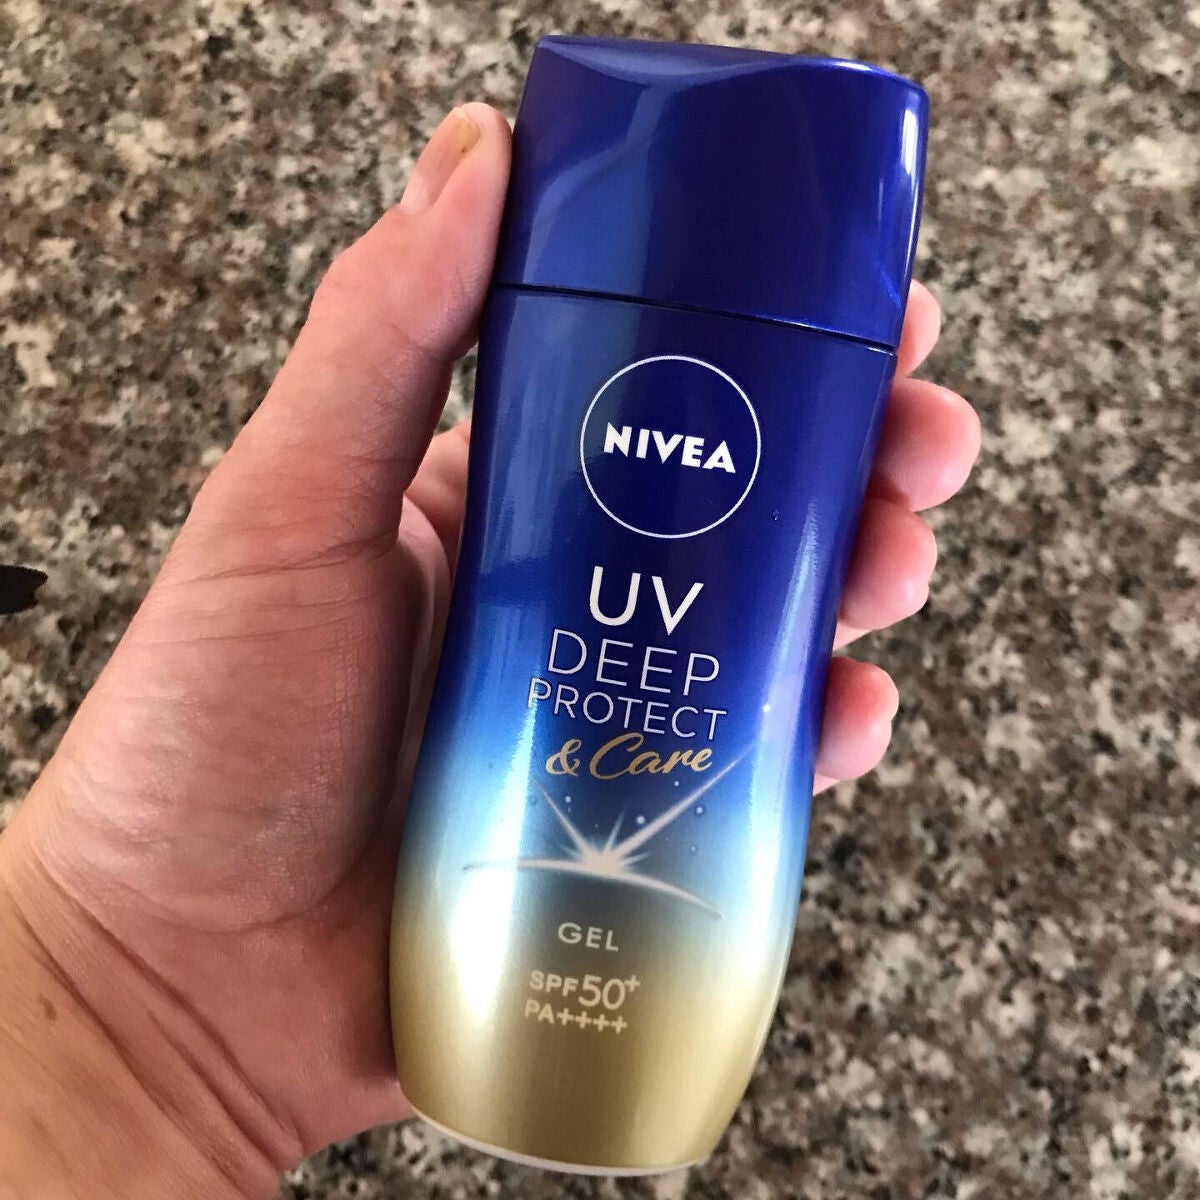 NIVEA
UV
DEEP
PROTECT
& Care
GEL
SPF50+
PA++++